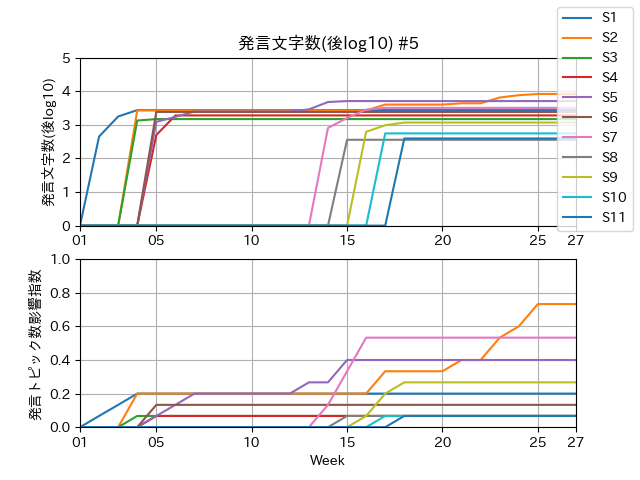 発言文字数(後log10) #5
発言文字数(後log10)
5
4
3
2
1
0
01 05 10 15 20 25 27
S1
S2
S3
S4
S5
S6
S7
S8
S9
S10
S11
発言トピック数影響指数
1.0
0.8
0.6
0.4
0.2
0.0
01 05 10 15 20 25 27
Week